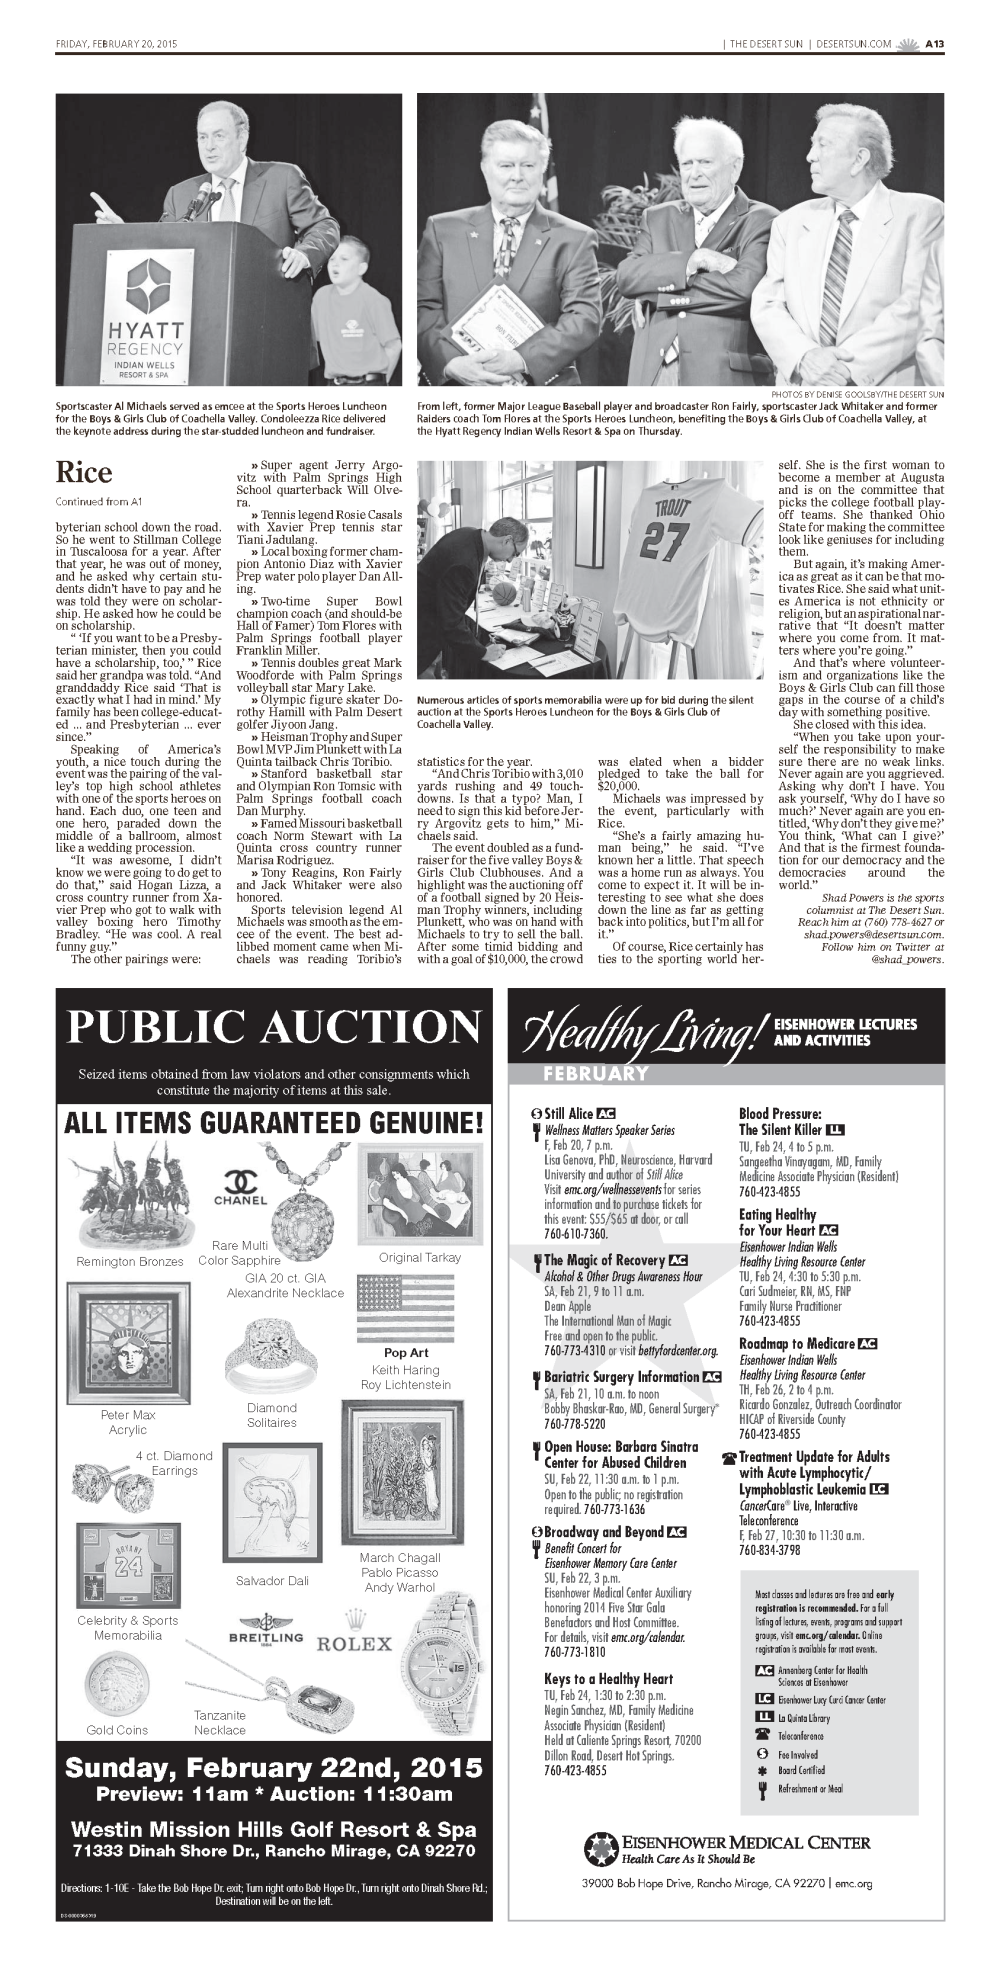 FRIDAY, FEBRUARY 20, 2015
| THE DESERT SUN | DESERTSUN.COM
A13
HYATT
REGENCY
INDIAN WELLS
RESORT & SPA
PHOTOS BY DENISE GOOLSBY/THE DESERT SUN
Sportscaster Al Michaels served as emcee at the Sports Heroes Luncheon
for the Boys & Girls Club of Coachella Valley. Condoleezza Rice delivered
the keynote address during the star-studded luncheon and fundraiser.
From left, former Major League Baseball player and broadcaster Ron Fairly, sportscaster Jack Whitaker and former
Raiders coach Tom Flores at the Sports Heroes Luncheon, benefiting the Boys & Girls Club of Coachella Valley, at
the Hyatt Regency Indian Wells Resort & Spa on Thursday.
Rice
Continued from A1
byterian school down the road.
So he went to Stillman College
in Tuscaloosa for a year. After
that year, he was out of money,
and he asked why certain stu-
dents didn't have to pay and he
was told they were on scholar-
ship. He asked how he could be
on scholarship.
" 'If you want to be a Presby-
terian minister, then you could
have a scholarship, too,' " Rice
said her grandpa was told. "And
granddaddy Rice said 'That is
exactly what I had in mind.' My
family has been college-educat-
ed ... and Presbyterian ... ever
since."
Speaking of America's
youth, a nice touch during the
event was the pairing of the val-
ley's top high school athletes
with one of the sports heroes on
hand. Each duo, one teen and
one hero, paraded down the
middle of a ballroom, almost
like a wedding procession.
"It was awesome, I didn't
know we were going to do get to
do that," said Hogan Lizza, a
cross country runner from Xa-
vier Prep who got to walk with
valley boxing hero Timothy
Bradley. "He was cool. A real
funny guy."
The other pairings were:
» Super agent Jerry Argo-
vitz with Palm Springs High
School quarterback Will Olve-
ra.
» Tennis legend Rosie Casals
with Xavier Prep tennis star
Tiani Jadulang.
» Local boxing former cham-
pion Antonio Diaz with Xavier
Prep water polo player Dan All-
ing.
» Two-time Super Bowl
champion coach (and should-be
Hall of Famer) Tom Flores with
Palm Springs football player
Franklin Miller.
» Tennis doubles great Mark
Woodforde with Palm Springs
volleyball star Mary Lake.
» Olympic figure skater Do-
rothy Hamill with Palm Desert
golfer Jiyoon Jang.
» Heisman Trophy and Super
Bowl MVP Jim Plunkett with La
Quinta tailback Chris Toribio.
» Stanford basketball star
and Olympian Ron Tomsic with
Palm Springs football coach
Dan Murphy.
» Famed Missouri basketball
coach Norm Stewart with La
Quinta cross country runner
Marisa Rodriguez.
» Tony Reagins, Ron Fairly
and Jack Whitaker were also
honored.
Sports television legend Al
Michaels was smooth as the em-
cee of the event. The best ad-
libbed moment came when Mi-
chaels was reading Toribio's
TROUT
27
Numerous articles of sports memorabilia were up for bid during the silent
auction at the Sports Heroes Luncheon for the Boys & Girls Club of
Coachella Valley.
statistics for the year.
"And Chris Toribio with 3,010
yards rushing and 49 touch-
downs. Is that a typo? Man, I
need to sign this kid before Jer-
ry Argovitz gets to him," Mi-
chaels said.
The event doubled as a fund-
raiser for the five valley Boys &
Girls Club Clubhouses. And a
highlight was the auctioning off
of a football signed by 20 Heis-
man Trophy winners, including
Plunkett, who was on hand with
Michaels to try to sell the ball.
After some timid bidding and
with a goal of $10,000, the crowd
was elated when a bidder
pledged to take the ball for
$20,000.
Michaels was impressed by
the event, particularly with
Rice.
"She's a fairly amazing hu-
man being," he said. "I've
known her a little. That speech
was a home run as always. You
come to expect it. It will be in-
teresting to see what she does
down the line as far as getting
back into politics, but I'm all for
it."
Of course, Rice certainly has
ties to the sporting world her-
self. She is the first woman to
become a member at Augusta
and is on the committee that
picks the college football play-
off teams. She thanked Ohio
State for making the committee
look like geniuses for including
them.
But again, it's making Amer-
ica as great as it can be that mo-
tivates Rice. She said what unit-
es America is not ethnicity or
religion, but an aspirational nar-
rative that "It doesn't matter
where you come from. It mat-
ters where you're going."
And that's where volunteer-
ism and organizations like the
Boys & Girls Club can fill those
gaps in the course of a child's
day with something positive.
She closed with this idea.
"When you take upon your-
self the responsibility to make
sure there are no weak links.
Never again are you aggrieved.
Asking why don't I have. You
ask yourself, 'Why do I have so
much?' Never again are you en-
titled, 'Why don't they give me?'
You think, 'What can I give?'
And that is the firmest founda-
tion for our democracy and the
democracies around the
world."
Shad Powers is the sports
columnist at The Desert Sun.
Reach him at (760) 778-4627 or
shad.powers@desertsun.com.
Follow him on Twitter at
@shad_powers.
PUBLIC AUCTION
Seized items obtained from law violators and other consignments which
constitute the majority of items at this sale.
ALL ITEMS GUARANTEED GENUINE!
CHANEL
Remington Bronzes
Rare Multi
Color Sapphire
Original Tarkay
GIA 20 ct. GIA
Alexandrite Necklace
Pop Art
Keith Haring
Roy Lichtenstein
Peter Max
Acrylic
Diamond
Solitaires
4 ct. Diamond
Earrings
BRYANT
24
Salvador Dali
March Chagall
Pablo Picasso
Andy Warhol
Celebrity & Sports
Memorabilia
BREITLING
1884
ROLEX
Gold Coins
Tanzanite
Necklace
Sunday, February 22nd, 2015
Preview: 11am * Auction: 11:30am
Westin Mission Hills Golf Resort & Spa
71333 Dinah Shore Dr., Rancho Mirage, CA 92270
Directions: 1-10E - Take the Bob Hope Dr. exit; Turn right onto Bob Hope Dr., Turn right onto Dinah Shore Rd.;
Destination will be on the left.
Healthy Living!
EISENHOWER LECTURES
AND ACTIVITIES
FEBRUARY
Still Alice AC
Wellness Matters Speaker Series
F, Feb 20, 7 p.m.
Lisa Genova, PhD, Neuroscience, Harvard
University and author of Still Alice
Visit emc.org/wellnessevents for series
information and to purchase tickets for
this event: $55/$65 at door, or call
760-610-7360.
The Magic of Recovery AC
Alcohol & Other Drugs Awareness Hour
SA, Feb 21, 9 to 11 a.m.
Dean Apple
The International Man of Magic
Free and open to the public.
760-773-4310 or visit bettyfordcenter.org.
Bariatric Surgery Information AC
SA, Feb 21, 10 a.m. to noon
Bobby Bhaskar-Rao, MD, General Surgery*
760-778-5220
Open House: Barbara Sinatra
Center for Abused Children
SU, Feb 22, 11:30 a.m. to 1 p.m.
Open to the public; no registration
required. 760-773-1636
Broadway and Beyond AC
Benefit Concert for
Eisenhower Memory Care Center
SU, Feb 22, 3 p.m.
Eisenhower Medical Center Auxiliary
honoring 2014 Five Star Gala
Benefactors and Host Committee.
For details, visit emc.org/calendar.
760-773-1810
Keys to a Healthy Heart
TU, Feb 24, 1:30 to 2:30 p.m.
Negin Sanchez, MD, Family Medicine
Associate Physician (Resident)
Held at Caliente Springs Resort, 70200
Dillon Road, Desert Hot Springs.
760-423-4855
Blood Pressure:
The Silent Killer LL
TU, Feb 24, 4 to 5 p.m.
Sangeetha Vinayagam, MD, Family
Medicine Associate Physician (Resident)
760-423-4855
Eating Healthy
for Your Heart AC
Eisenhower Indian Wells
Healthy Living Resource Center
TU, Feb 24, 4:30 to 5:30 p.m.
Cari Sudmeier, RN, MS, FNP
Family Nurse Practitioner
760-423-4855
Roadmap to Medicare AC
Eisenhower Indian Wells
Healthy Living Resource Center
TH, Feb 26, 2 to 4 p.m.
Ricardo Gonzalez, Outreach Coordinator
HICAP of Riverside County
760-423-4855
Treatment Update for Adults
with Acute Lymphocytic/
Lymphoblastic Leukemia LC
CancerCare® Live, Interactive
Teleconference
F, Feb 27, 10:30 to 11:30 a.m.
760-834-3798
Most classes and lectures are free and early
registration is recommended. For a full
listing of lectures, events, programs and support
groups, visit emc.org/calendar. Online
registration is available for most events.
AC Annenberg Center for Health
Sciences at Eisenhower
LC Eisenhower Lucy Curci Cancer Center
LL La Quinta Library
Teleconference
Fee Involved
Board Certified
Refreshment or Meal
EISENHOWER MEDICAL CENTER
Health Care As It Should Be
39000 Bob Hope Drive, Rancho Mirage, CA 92270 | emc.org